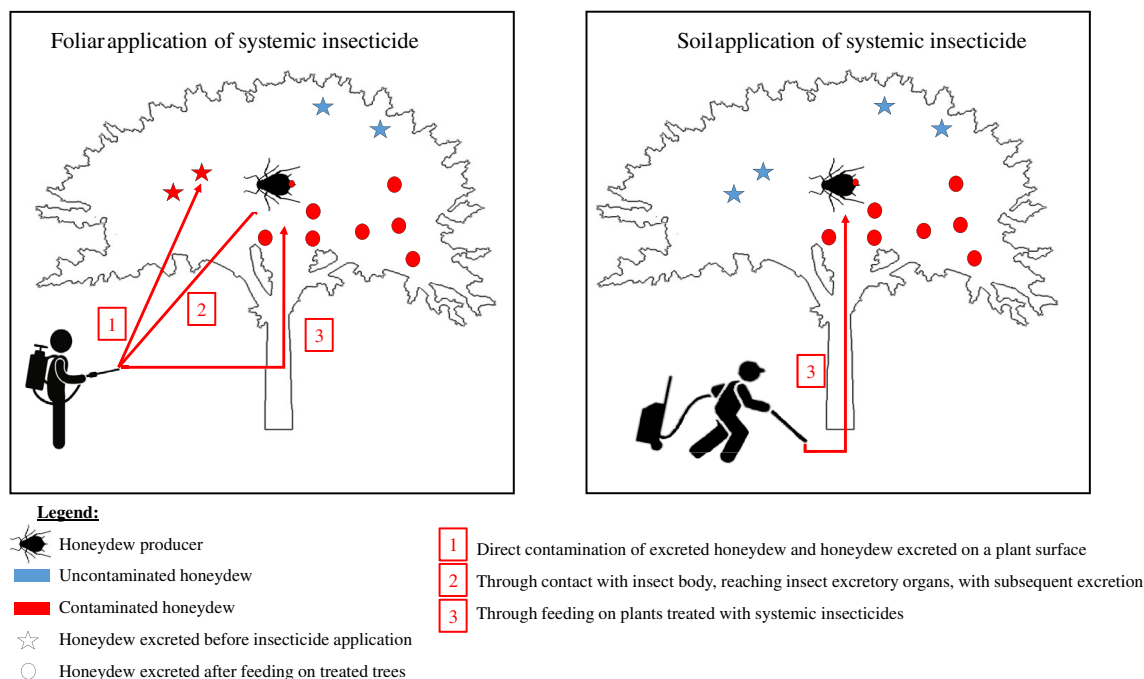 Foliar application of systemic insecticide
1
2
3
Soil application of systemic insecticide
3
Legend:
Honeydew producer
Uncontaminated honeydew
Contaminated honeydew
Honeydew excreted before insecticide application
Honeydew excreted after feeding on treated trees
1 Direct contamination of excreted honeydew and honeydew excreted on a plant surface
2 Through contact with insect body, reaching insect excretory organs, with subsequent excretion
3 Through feeding on plants treated with systemic insecticides